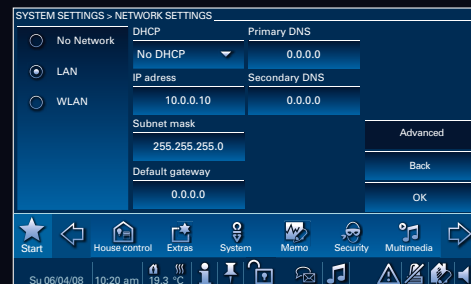 SYSTEM SETTINGS > NETWORK SETTINGS
No Network
LAN
WLAN
DHCP
No DHCP
IP adress
10.0.0.10
Subnet mask
255.255.255.0
Default gateway
0.0.0.0
Primary DNS
0.0.0.0
Secondary DNS
0.0.0.0
Advanced
Back
OK
Start
House control
Extras
System
Memo
Security
Multimedia
Su 06/04/08
10:20 am
19.3 °C